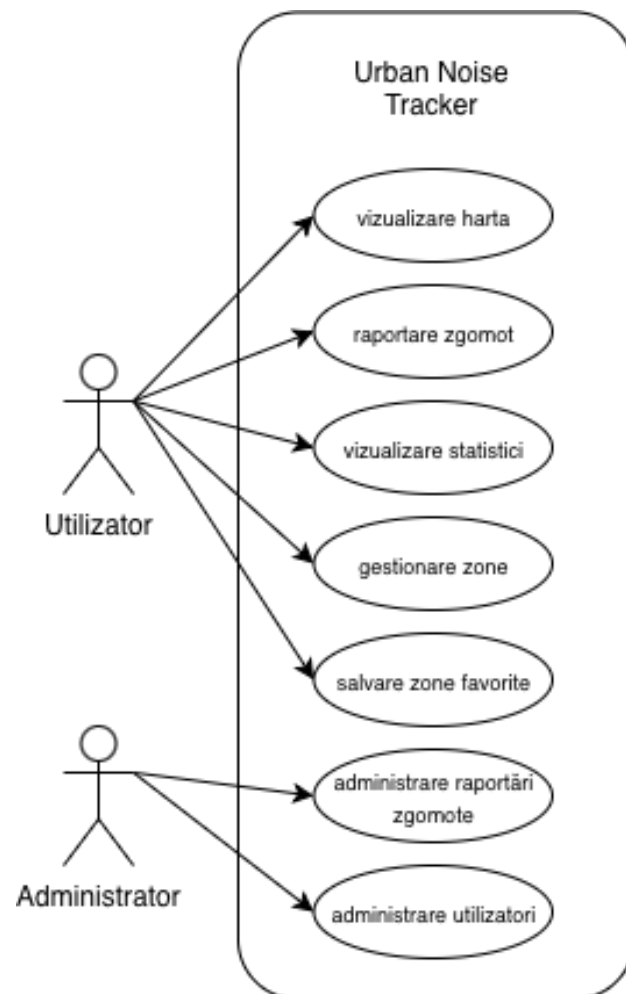 Urban Noise
Tracker
vizualizare harta
raportare zgomot
vizualizare statistici
Utilizator
gestionare zone
salvare zone favorite
administrare raportări
zgomote
Administrator
administrare utilizatori